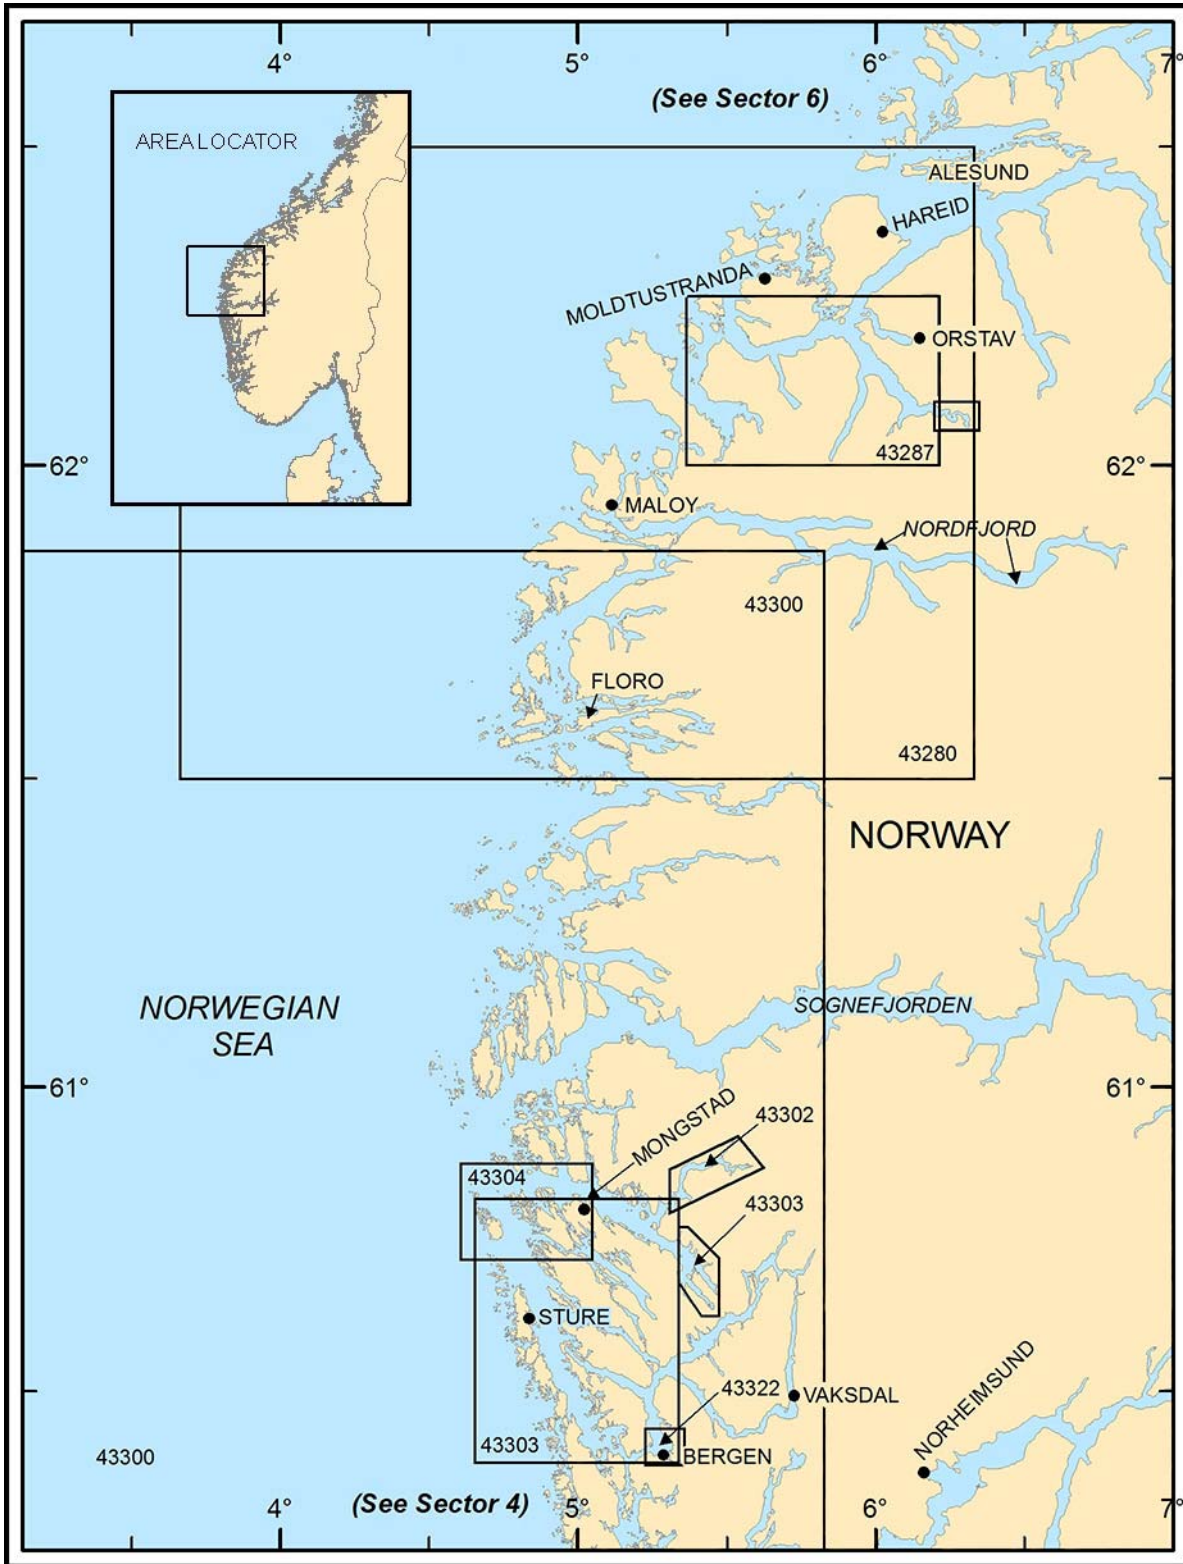 4°
5°
6°
7°
(See Sector 6)
AREA LOCATOR
ALESUND
HAREID
MOLDTUSTRANDA
ORSTAV
43287
62°
62°
MALOY
NORDFJORD
43300
FLORO
43280
NORWAY
NORWEGIAN
SEA
SOGNEFJORDEN
61°
61°
MONGSTAD
43302
43304
43303
STURE
43322
VAKSDAL
NORHEIMSUND
43303
BERGEN
43300
(See Sector 4)
4°
5°
6°
7°